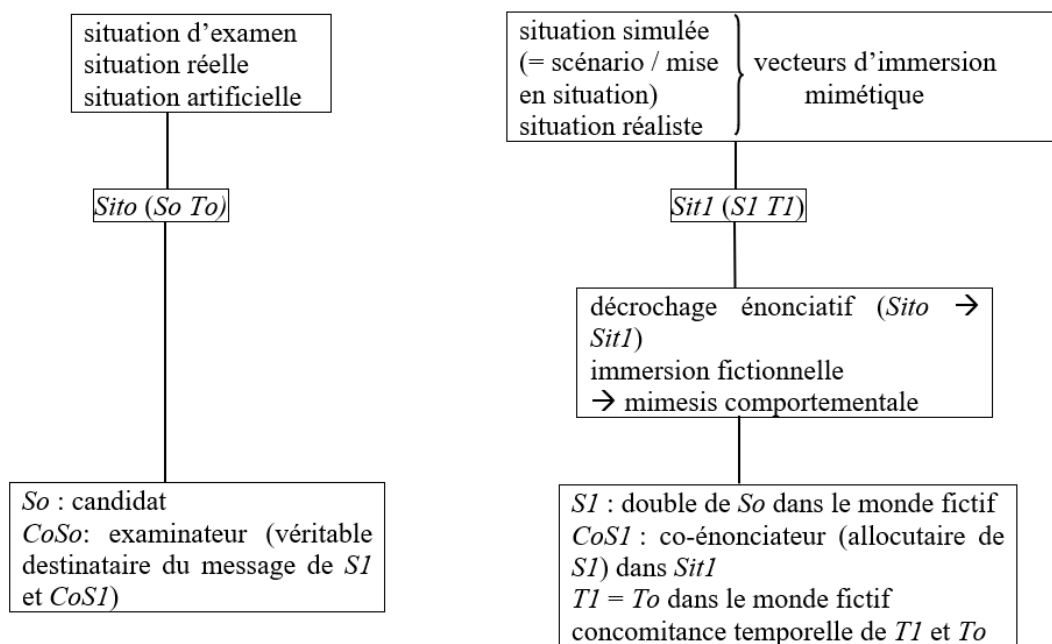 situation d’examen
situation réelle
situation artificielle
situation simulée
(= scénario / mise
en situation)
situation réaliste
vecteurs d’immersion
mimétique
Sito (So To)
Sit1 (S1 T1)
décrochage énonciatif (Sito →
Sit1)
immersion fictionnelle
→ mimesis comportementale
So : candidat
CoSo: examinateur (véritable
destinataire du message de S1
et CoS1)
S1 : double de So dans le monde fictif
CoS1 : co-énonciateur (allocutaire de
S1) dans Sit1
T1 = To dans le monde fictif
concomitance temporelle de T1 et To